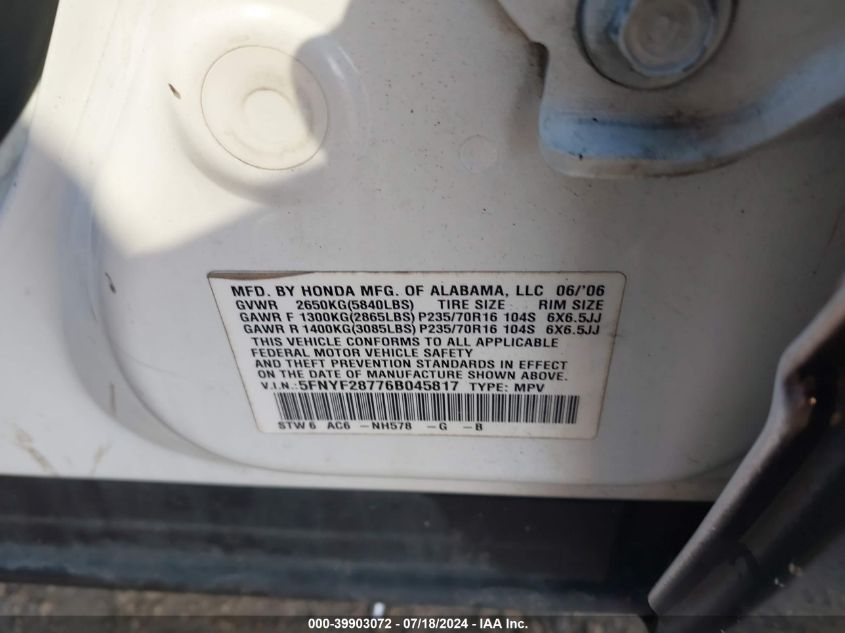 MFD. BY HONDA MFG. OF ALABAMA, LLC 06/'06
GVWR 2650KG(5840LBS) TIRE SIZE RIM SIZE
GAWR F 1300KG(2865LBS) P235/70R16 104S 6X6.5JJ
GAWR R 1400KG(3085LBS) P235/70R16 104S 6X6.5JJ
THIS VEHICLE CONFORMS TO ALL APPLICABLE
FEDERAL MOTOR VEHICLE SAFETY
AND THEFT PREVENTION STANDARDS IN EFFECT
ON THE DATE OF MANUFACTURE SHOWN ABOVE.
V.I.N.: 5FNYF28776B045817 TYPE: MPV
STW 6 AC6 -NH578 -G -B
000-39903072 - 07/18/2024 - IAA Inc.